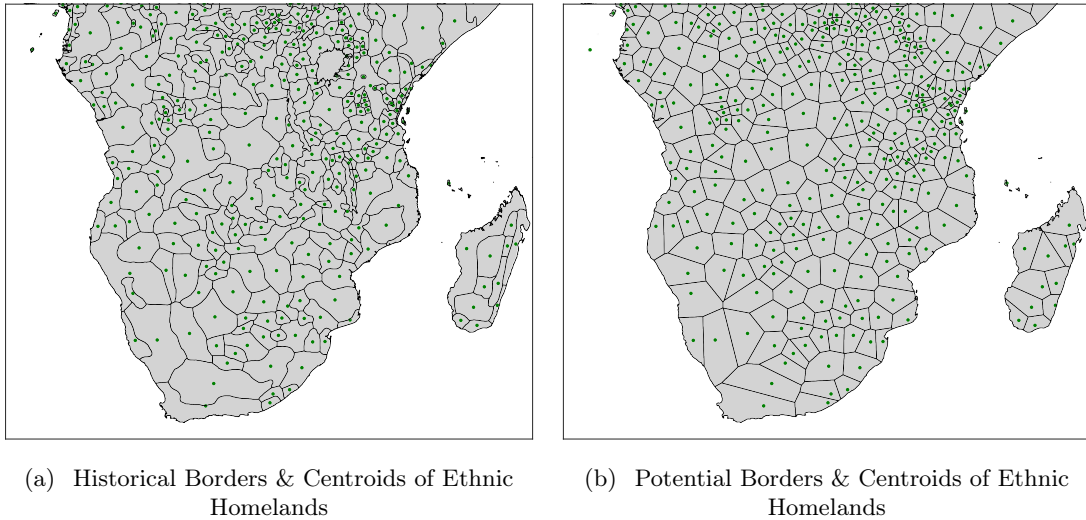 (a) Historical Borders & Centroids of Ethnic
Homelands
(b) Potential Borders & Centroids of Ethnic
Homelands